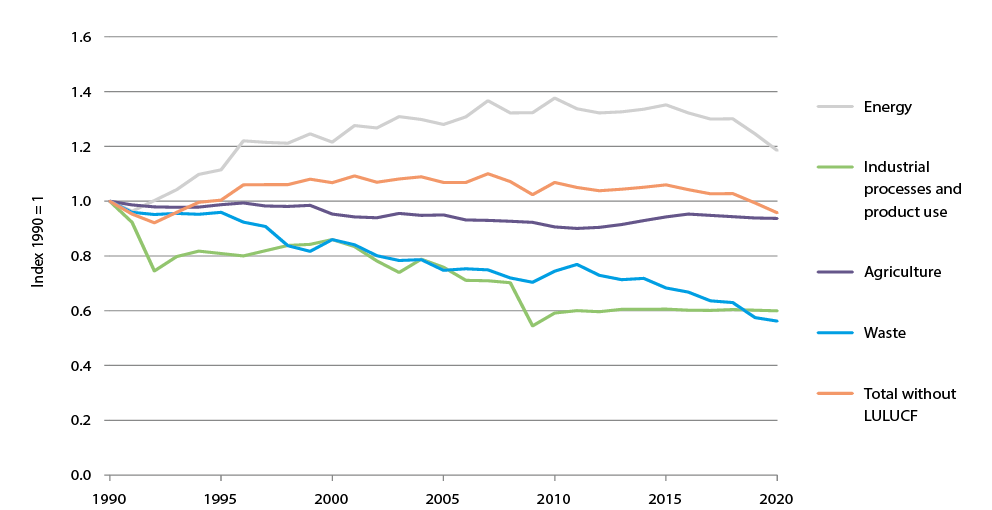 1.6
1.4
1.2
1.0
0.8
0.6
0.4
0.2
0.0
Index 1990 = 1
1990 1995 2000 2005 2010 2015 2020
Energy
Industrial
processes and
product use
Agriculture
Waste
Total without
LULUCF